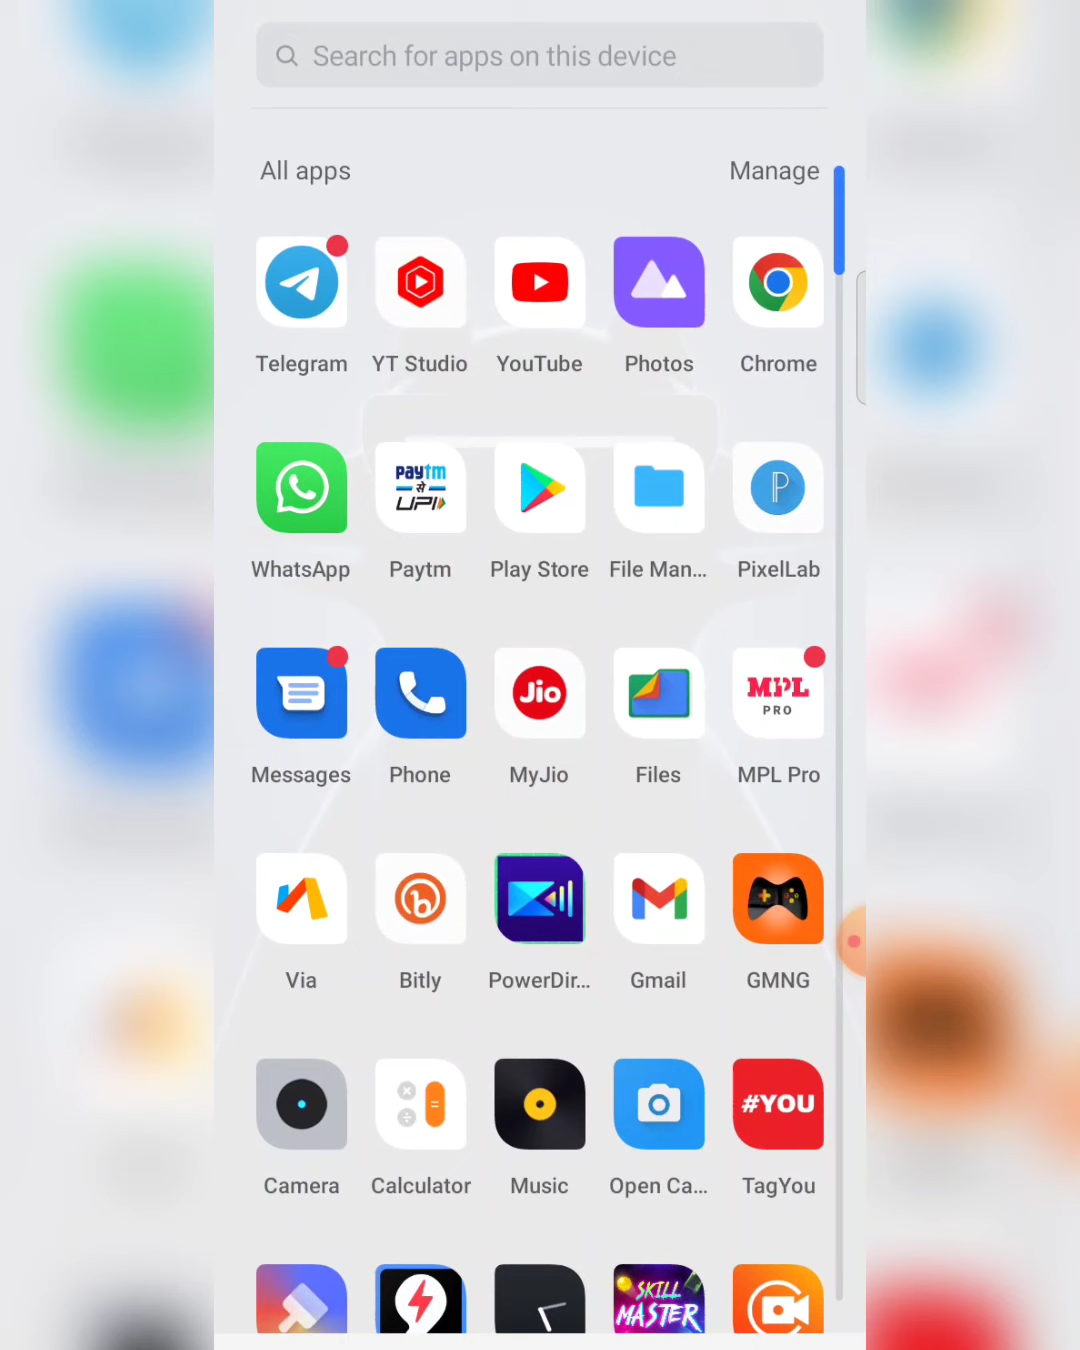 Search for apps on this device
All apps
Manage
Telegram
YT Studio
YouTube
Photos
Chrome
paytm
से
UPI
WhatsApp
Paytm
Play Store
File Man...
PixelLab
Jio
MPL
PRO
Messages
Phone
MyJio
Files
MPL Pro
Via
Bitly
PowerDir...
Gmail
GMNG
#YOU
Camera
Calculator
Music
Open Ca...
TagYou
SKILL
MASTER